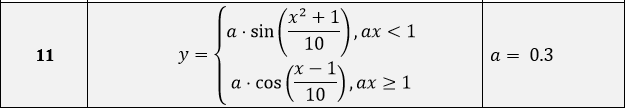 11
y = { a · sin((x² + 1)/10), ax < 1
a · cos((x − 1)/10), ax ≥ 1
a = 0.3